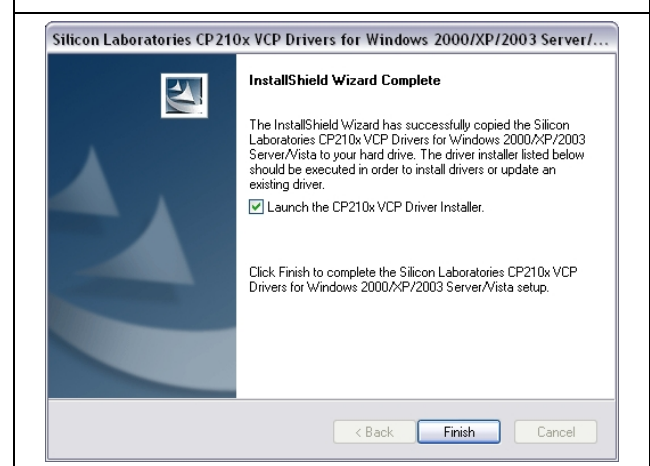 Silicon Laboratories CP210x VCP Drivers for Windows 2000/XP/2003 Server/...
InstallShield Wizard Complete
The InstallShield Wizard has successfully copied the Silicon
Laboratories CP210x VCP Drivers for Windows 2000/XP/2003
Server/Vista to your hard drive. The driver installer listed below
should be executed in order to install drivers or update an
existing driver.
Launch the CP210x VCP Driver Installer.
Click Finish to complete the Silicon Laboratories CP210x VCP
Drivers for Windows 2000/XP/2003 Server/Vista setup.
< Back Finish Cancel